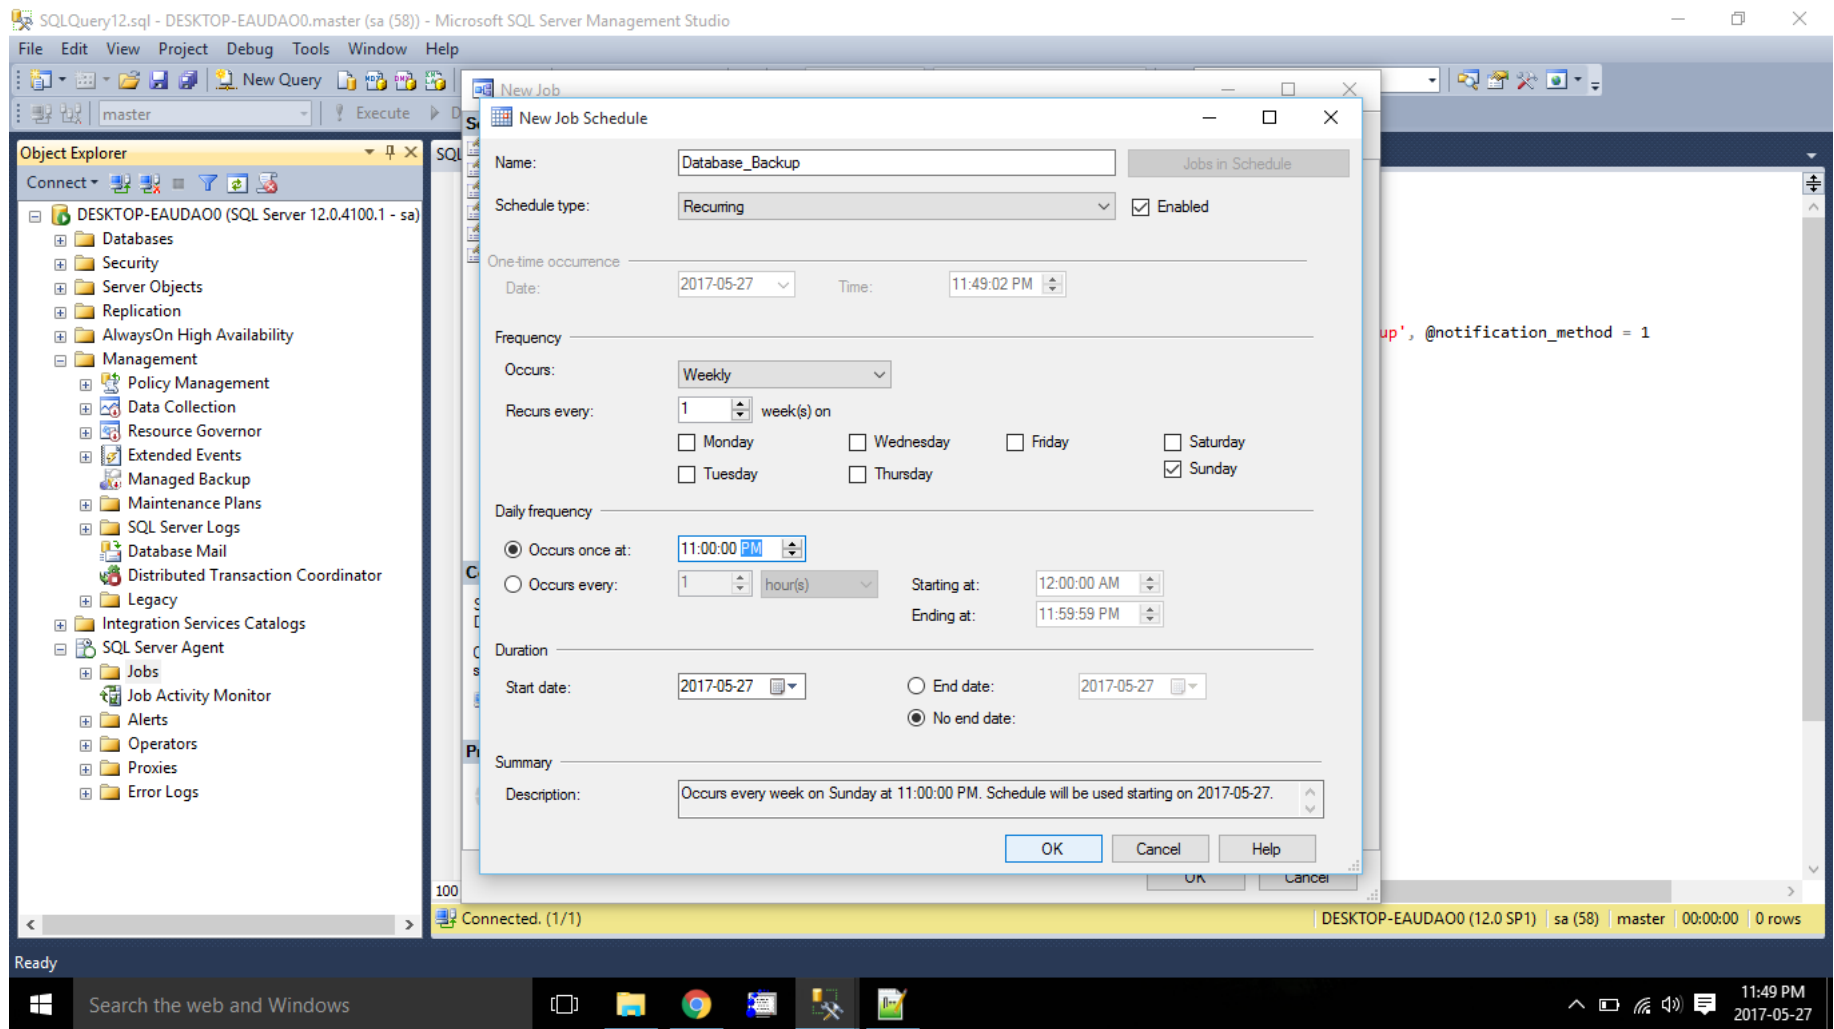 SQLQuery12.sql - DESKTOP-EAUDAO0.master (sa (58)) - Microsoft SQL Server Management Studio
File Edit View Project Debug Tools Window Help
New Query
master Execute
Object Explorer
Connect
DESKTOP-EAUDAO0 (SQL Server 12.0.4100.1 - sa)
Databases
Security
Server Objects
Replication
AlwaysOn High Availability
Management
Policy Management
Data Collection
Resource Governor
Extended Events
Managed Backup
Maintenance Plans
SQL Server Logs
Database Mail
Distributed Transaction Coordinator
Legacy
Integration Services Catalogs
SQL Server Agent
Jobs
Job Activity Monitor
Alerts
Operators
Proxies
Error Logs
New Job
New Job Schedule
Name: Database_Backup Jobs in Schedule
Schedule type: Recurring Enabled
One-time occurrence
Date: 2017-05-27 Time: 11:49:02 PM
Frequency
Occurs: Weekly
Recurs every: 1 week(s) on
Monday Wednesday Friday Saturday
Tuesday Thursday Sunday
Daily frequency
Occurs once at: 11:00:00 PM
Occurs every: 1 hour(s) Starting at: 12:00:00 AM
Ending at: 11:59:59 PM
Duration
Start date: 2017-05-27 End date: 2017-05-27
No end date:
Summary
Description: Occurs every week on Sunday at 11:00:00 PM. Schedule will be used starting on 2017-05-27.
OK Cancel Help
OK Cancel
up', @notification_method = 1
100
Connected. (1/1) DESKTOP-EAUDAO0 (12.0 SP1) sa (58) master 00:00:00 0 rows
Ready
Search the web and Windows
11:49 PM
2017-05-27